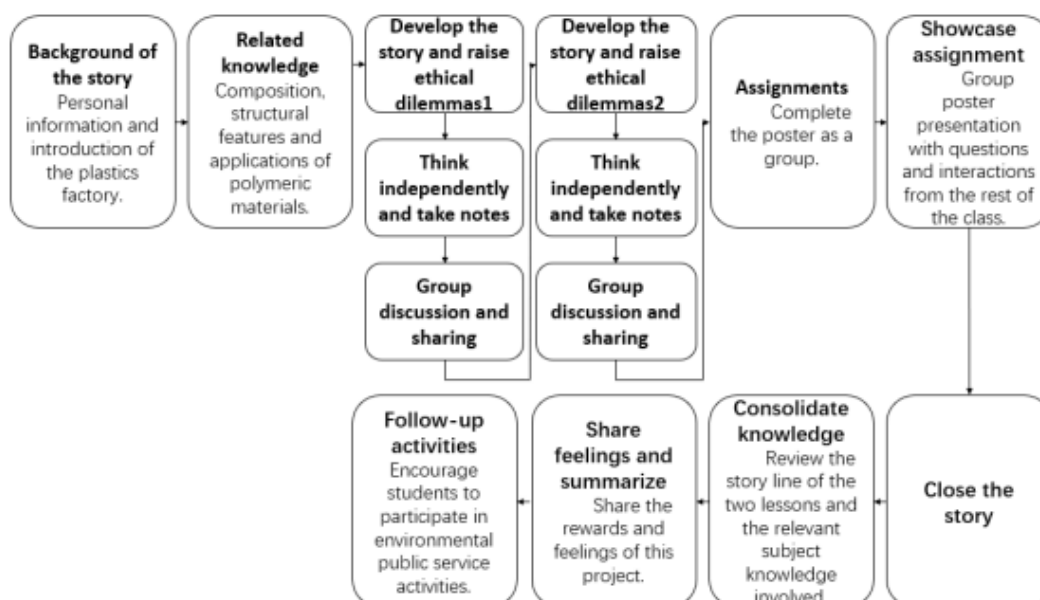 Background of
the story
Personal
information and
introduction of
the plastics
factory.
Related
knowledge
Composition,
structural
features and
applications of
polymeric
materials.
Develop the
story and raise
ethical
dilemmas1
Think
independently
and take notes
Group
discussion and
sharing
Develop the
story and raise
ethical
dilemmas2
Think
independently
and take notes
Group
discussion and
sharing
Assignments
Complete
the poster as a
group.
Showcase
assignment
Group
poster
presentation
with questions
and interactions
from the rest of
the class.
Close the
story
Consolidate
knowledge
Review the
story line of the
two lessons and
the relevant
subject
knowledge
involved.
Share
feelings and
summarize
Share the
rewards and
feelings of this
project.
Follow-up
activities
Encourage
students to
participate in
environmental
public service
activities.